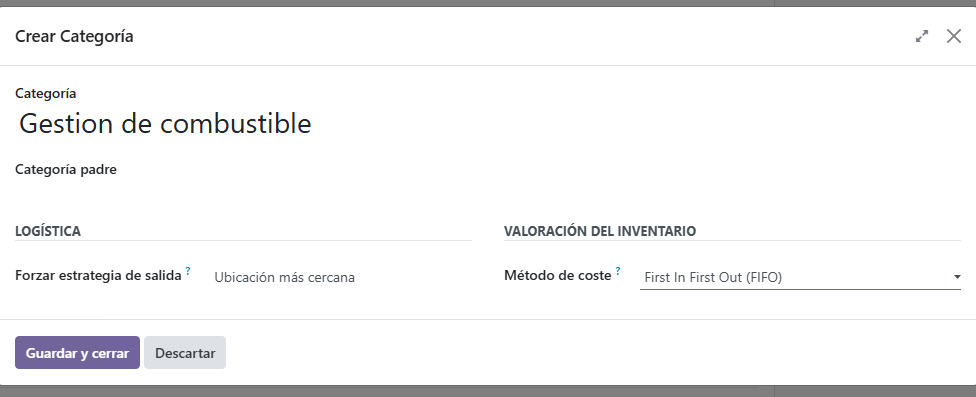 Crear Categoría
Categoría
Gestion de combustible
Categoría padre
LOGÍSTICA
Forzar estrategia de salida ?
Ubicación más cercana
VALORACIÓN DEL INVENTARIO
Método de coste ?
First In First Out (FIFO)
Guardar y cerrar
Descartar